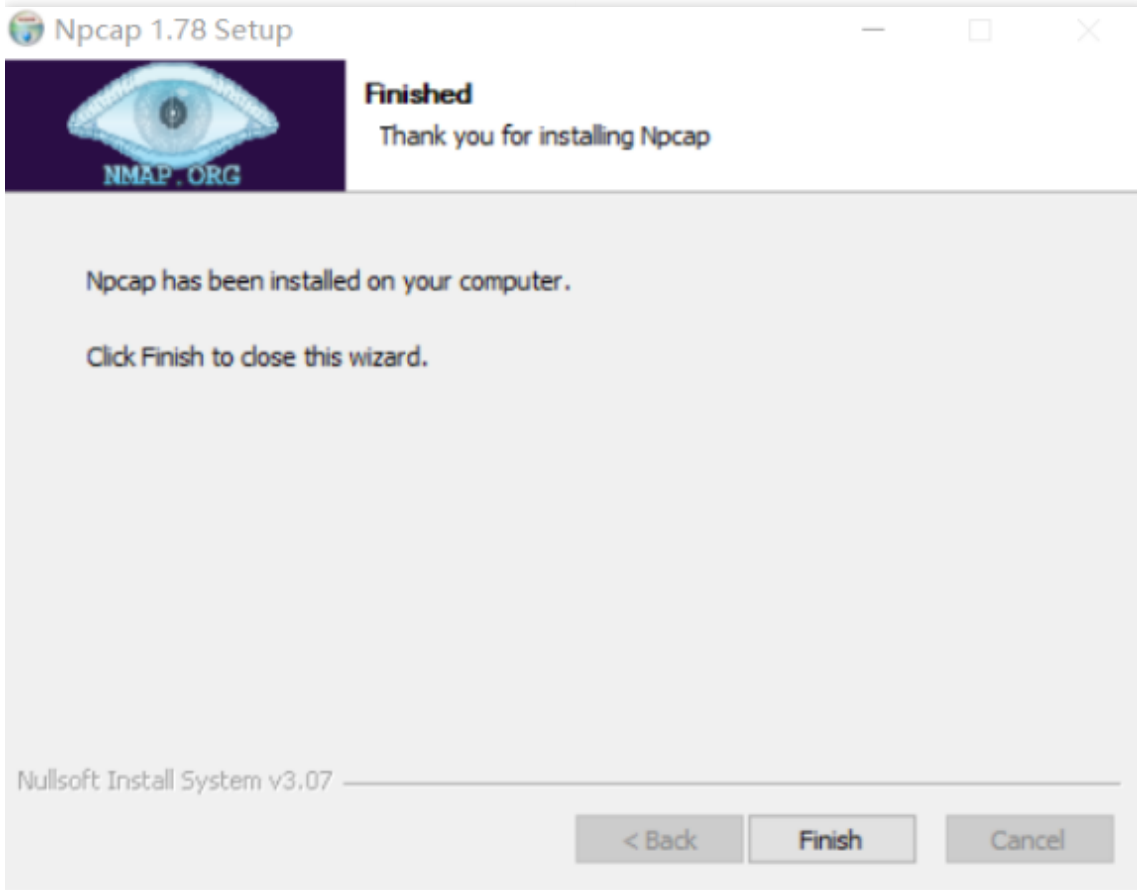 Npcap 1.78 Setup
NMAP.ORG
Finished
Thank you for installing Npcap
Npcap has been installed on your computer.
Click Finish to close this wizard.
Nullsoft Install System v3.07
< Back
Finish
Cancel